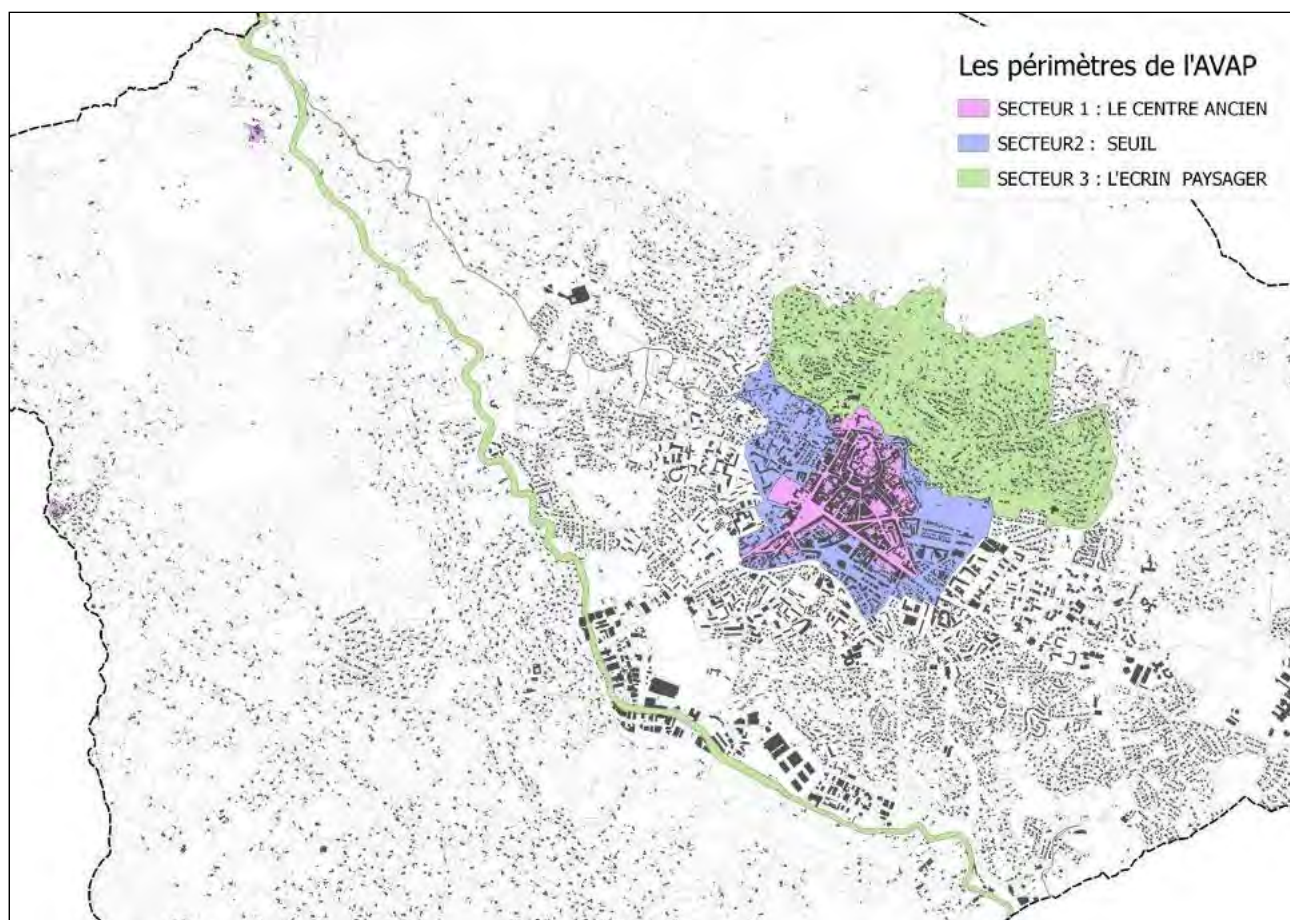 Les périmètres de l'AVAP
SECTEUR 1 : LE CENTRE ANCIEN
SECTEUR2 : SEUIL
SECTEUR 3 : L'ECRIN PAYSAGER